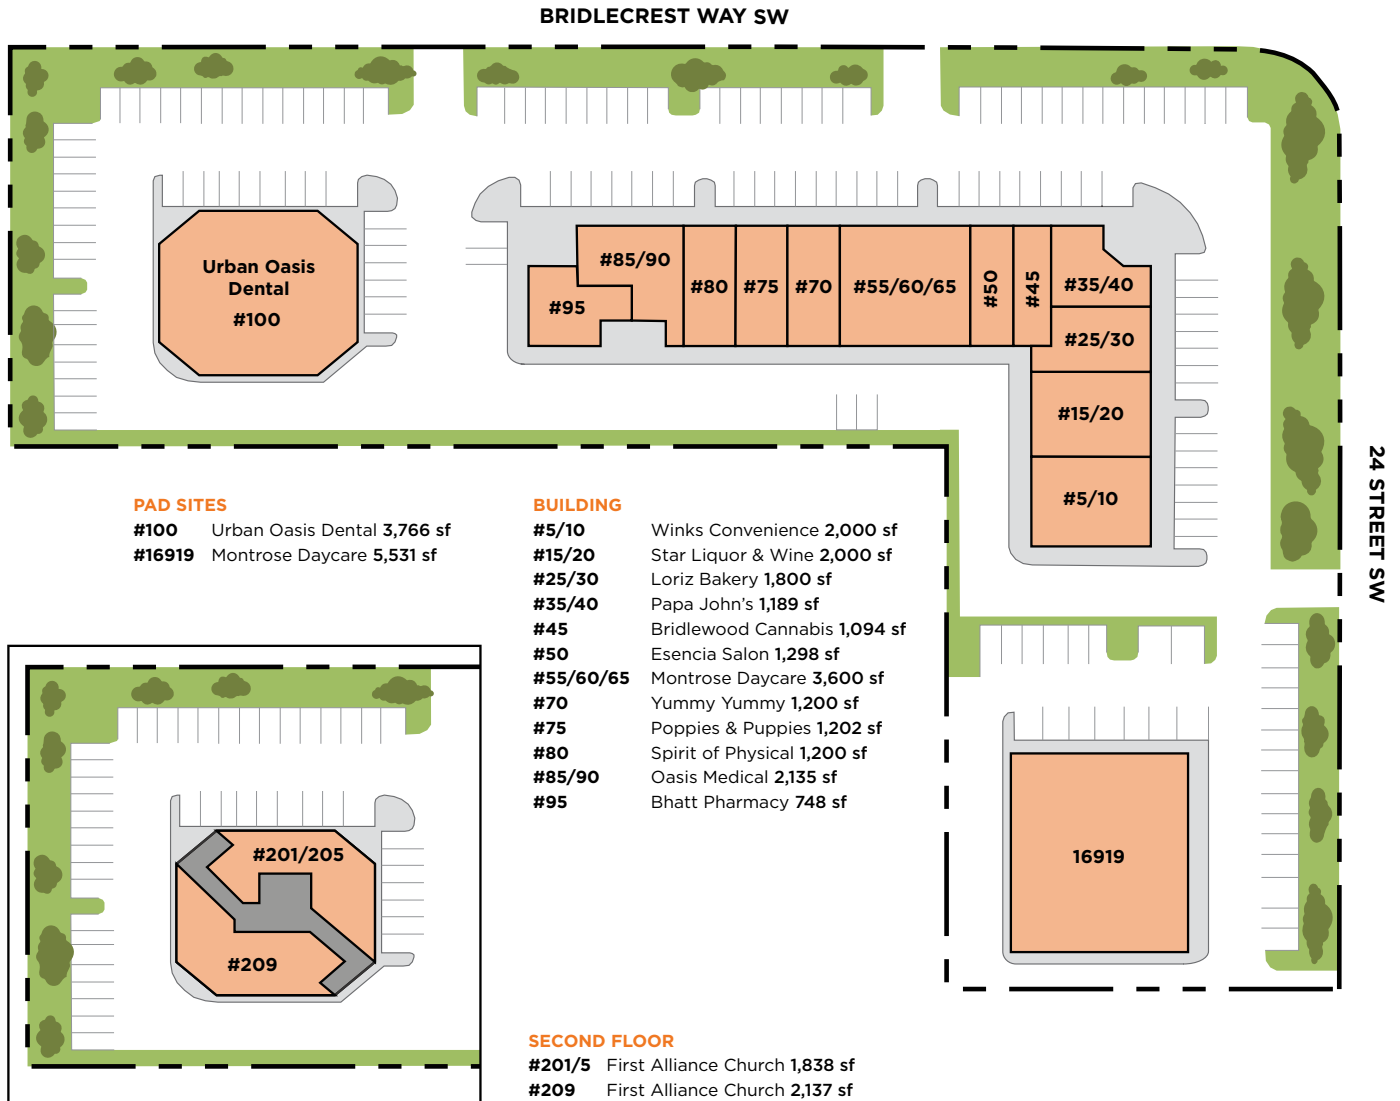 BRIDLECREST WAY SW
Urban Oasis
Dental
#100
#85/90
#95
#80
#75
#70
#55/60/65
#50
#45
#35/40
#25/30
#15/20
#5/10
24 STREET SW
PAD SITES
#100 Urban Oasis Dental 3,766 sf
#16919 Montrose Daycare 5,531 sf
BUILDING
#5/10 Winks Convenience 2,000 sf
#15/20 Star Liquor & Wine 2,000 sf
#25/30 Loriz Bakery 1,800 sf
#35/40 Papa John's 1,189 sf
#45 Bridlewood Cannabis 1,094 sf
#50 Esencia Salon 1,298 sf
#55/60/65 Montrose Daycare 3,600 sf
#70 Yummy Yummy 1,200 sf
#75 Poppies & Puppies 1,202 sf
#80 Spirit of Physical 1,200 sf
#85/90 Oasis Medical 2,135 sf
#95 Bhatt Pharmacy 748 sf
16919
#201/205
#209
SECOND FLOOR
#201/5 First Alliance Church 1,838 sf
#209 First Alliance Church 2,137 sf